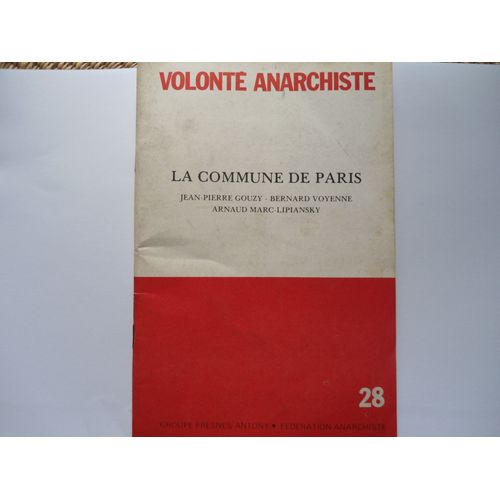 VOLONTÉ ANARCHISTE
LA COMMUNE DE PARIS
JEAN-PIERRE GOUZY - BERNARD VOYENNE
ARNAUD MARC-LIPIANSKY
28
GROUPE FRESNES-ANTONY • FEDERATION ANARCHISTE